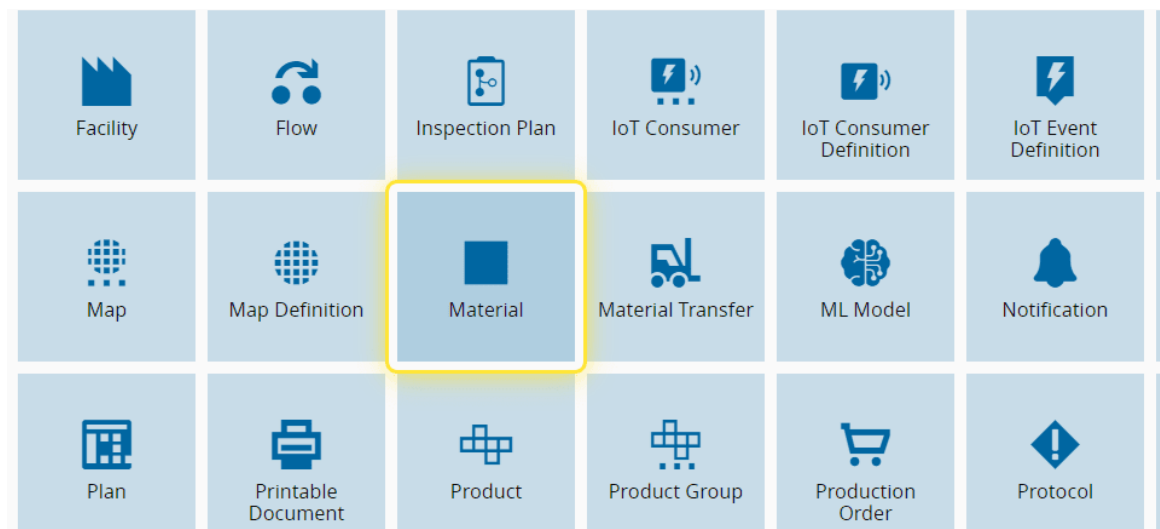 Facility
Flow
Inspection Plan
IoT Consumer
IoT Consumer
Definition
IoT Event
Definition
Map
Map Definition
Material
Material Transfer
ML Model
Notification
Plan
Printable
Document
Product
Product Group
Production
Order
Protocol